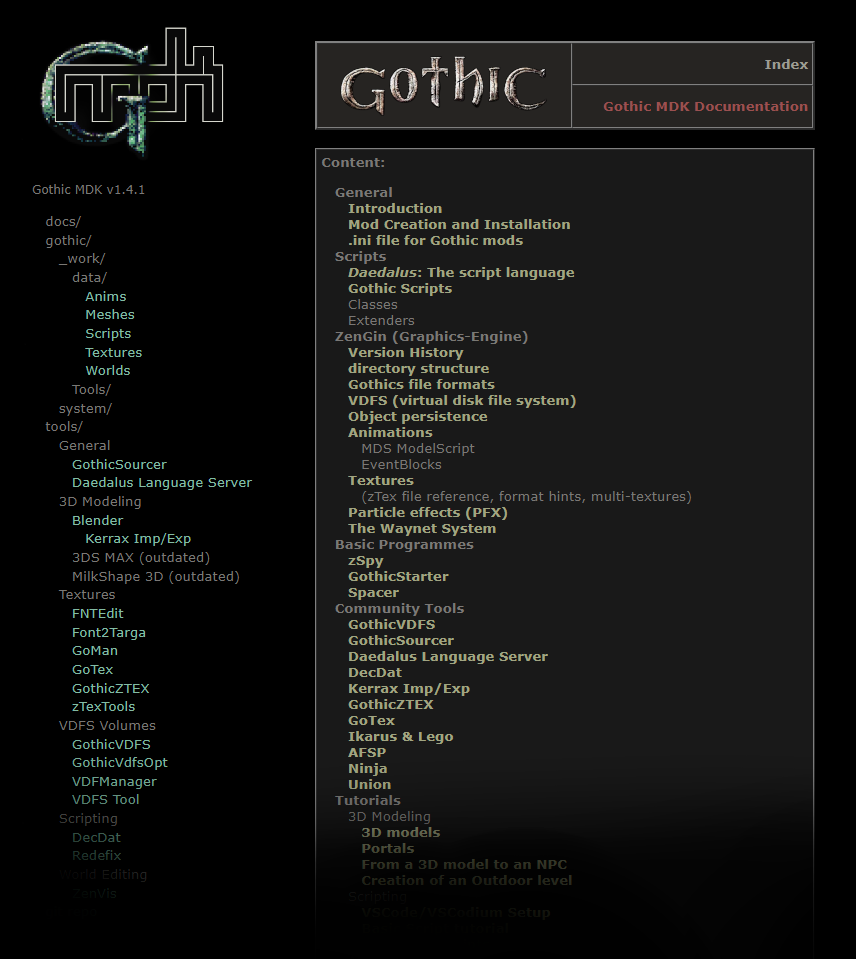 Gothic MDK v1.4.1
docs/
gothic/
_work/
data/
Anims
Meshes
Scripts
Textures
Worlds
Tools/
system/
tools/
General
GothicSourcer
Daedalus Language Server
3D Modeling
Blender
Kerrax Imp/Exp
3DS MAX (outdated)
MilkShape 3D (outdated)
Textures
FNTEdit
Font2Targa
GoMan
GoTex
GothicZTEX
zTexTools
VDFS Volumes
GothicVDFS
GothicVdfsOpt
VDFManager
VDFS Tool
Scripting
DecDat
Redefix
World Editing
ZenVis
GOTHIC
Index
Gothic MDK Documentation
Content:
General
Introduction
Mod Creation and Installation
.ini file for Gothic mods
Scripts
Daedalus: The script language
Gothic Scripts
Classes
Extenders
ZenGin (Graphics-Engine)
Version History
directory structure
Gothics file formats
VDFS (virtual disk file system)
Object persistence
Animations
MDS ModelScript
EventBlocks
Textures
(zTex file reference, format hints, multi-textures)
Particle effects (PFX)
The Waynet System
Basic Programmes
zSpy
GothicStarter
Spacer
Community Tools
GothicVDFS
GothicSourcer
Daedalus Language Server
DecDat
Kerrax Imp/Exp
GothicZTEX
GoTex
Ikarus & Lego
AFSP
Ninja
Union
Tutorials
3D Modeling
3D models
Portals
From a 3D model to an NPC
Creation of an Outdoor level
Scripting
VSCode/VSCodium Setup